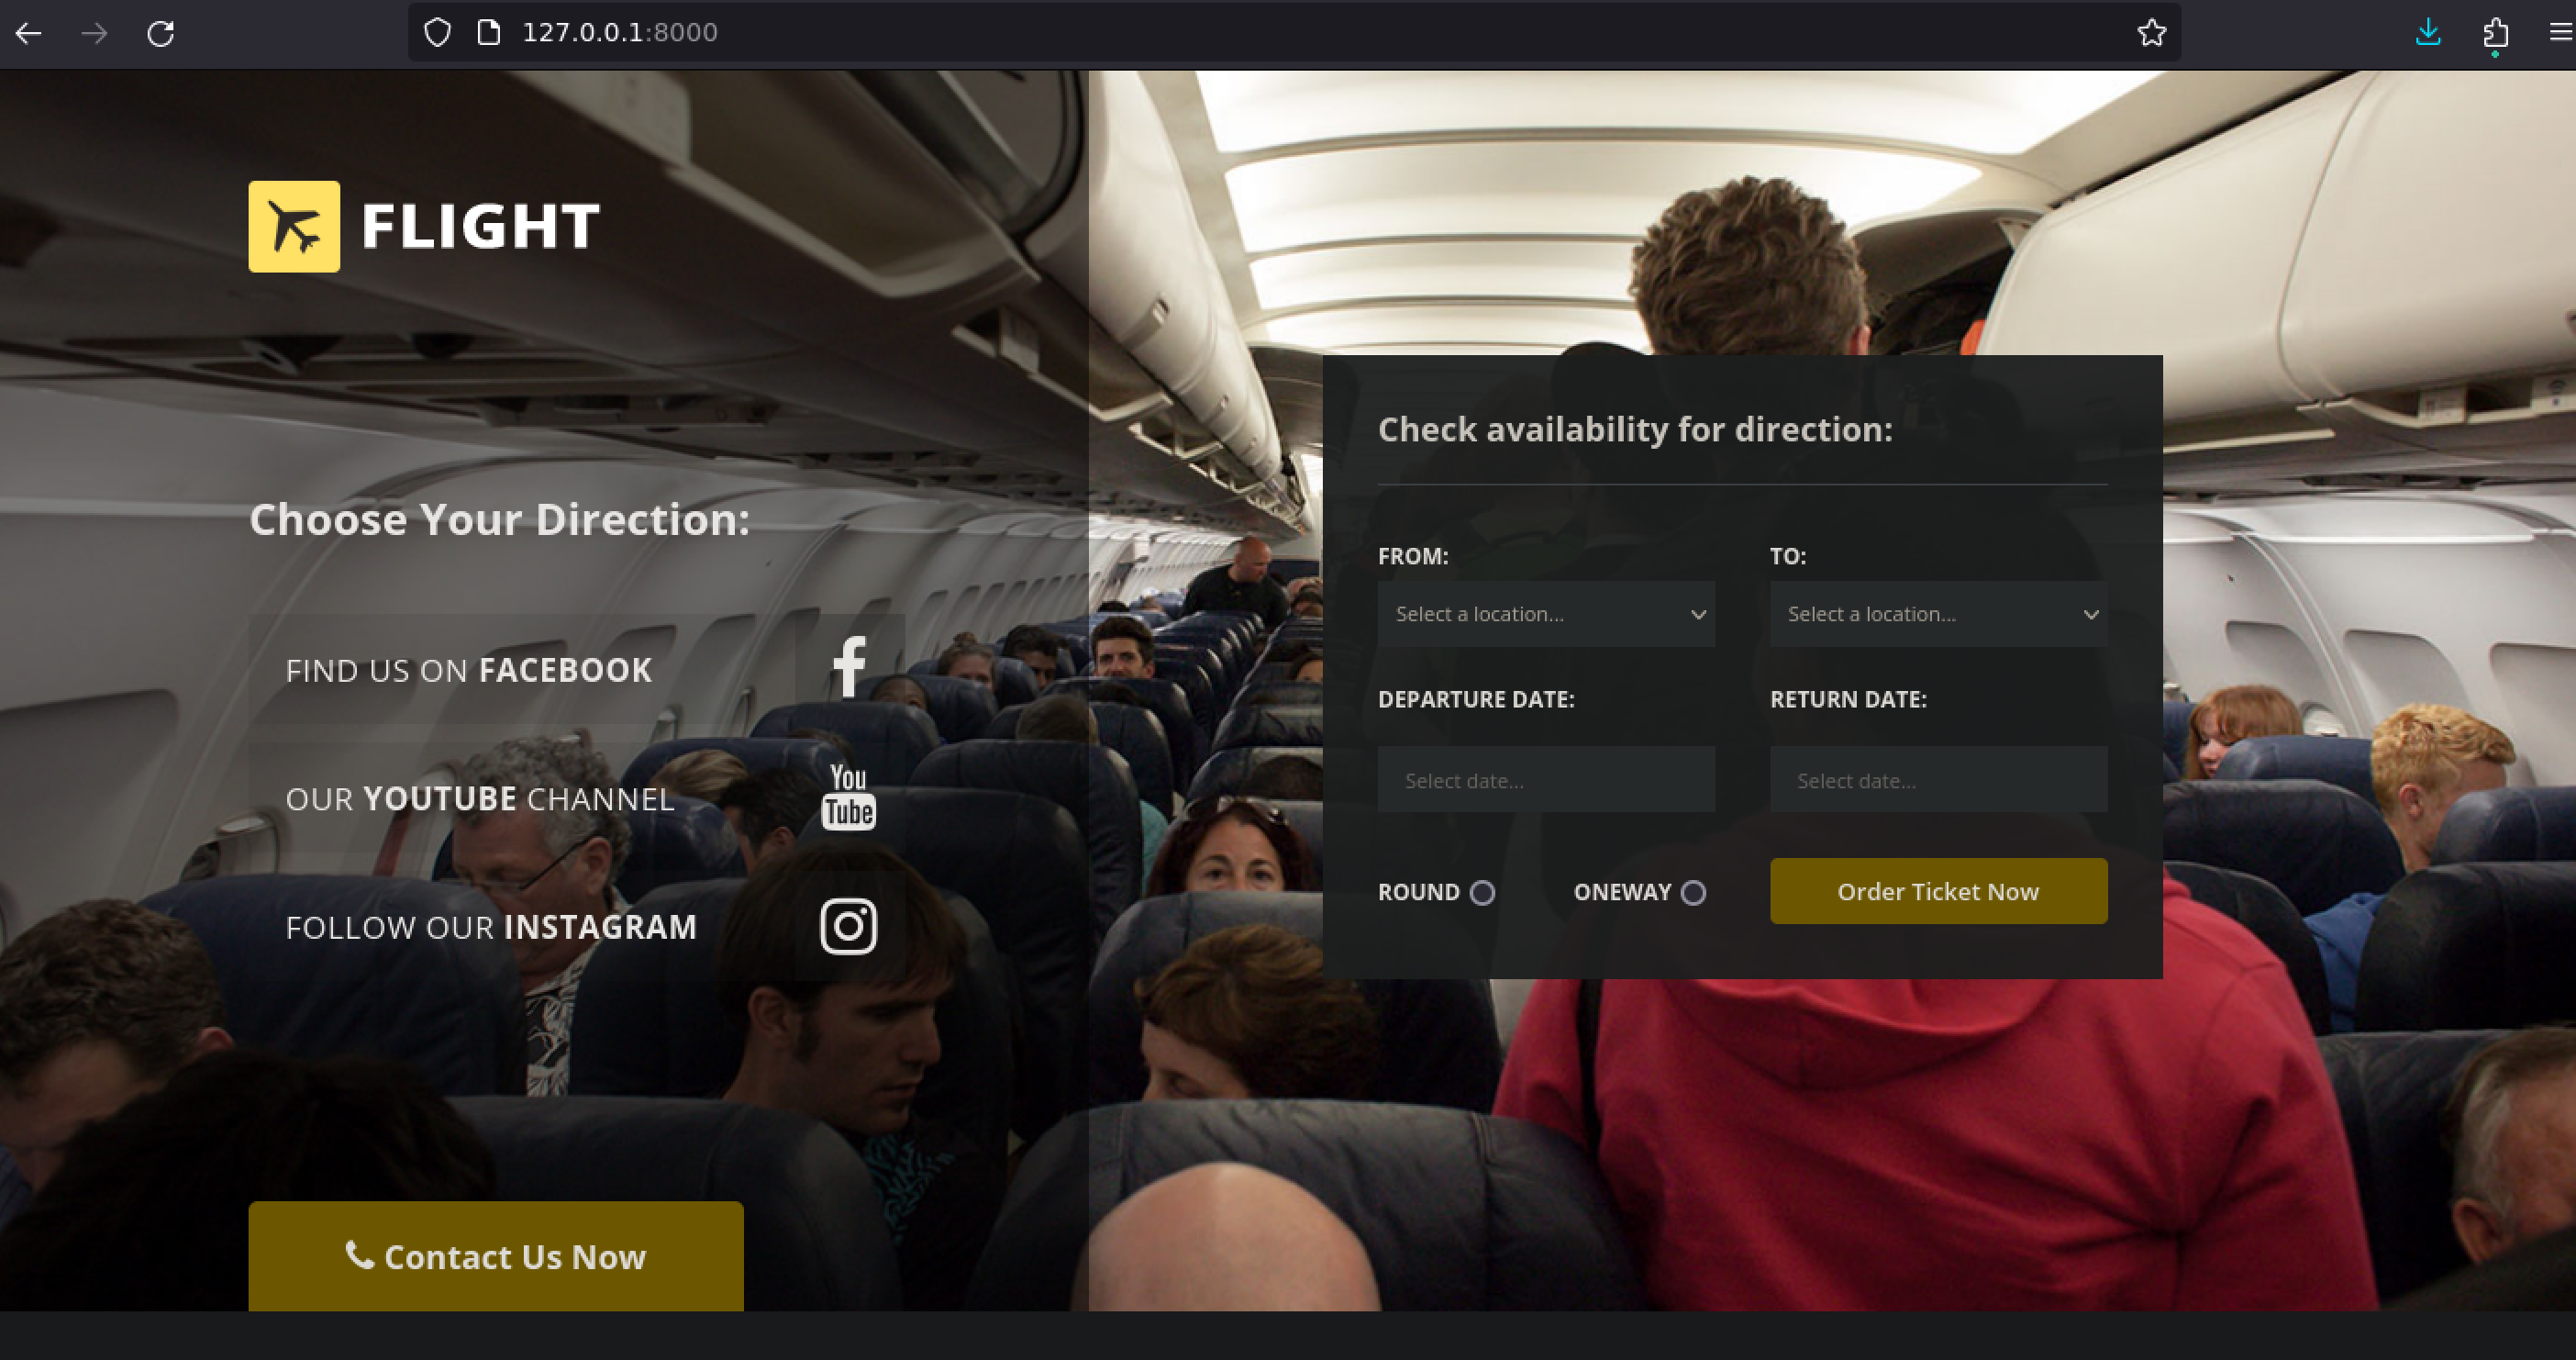 127.0.0.1:8000
FLIGHT
Choose Your Direction:
FIND US ON FACEBOOK
OUR YOUTUBE CHANNEL
You
Tube
FOLLOW OUR INSTAGRAM
Contact Us Now
Check availability for direction:
FROM: TO:
Select a location... Select a location...
DEPARTURE DATE: RETURN DATE:
Select date... Select date...
ROUND ONEWAY Order Ticket Now